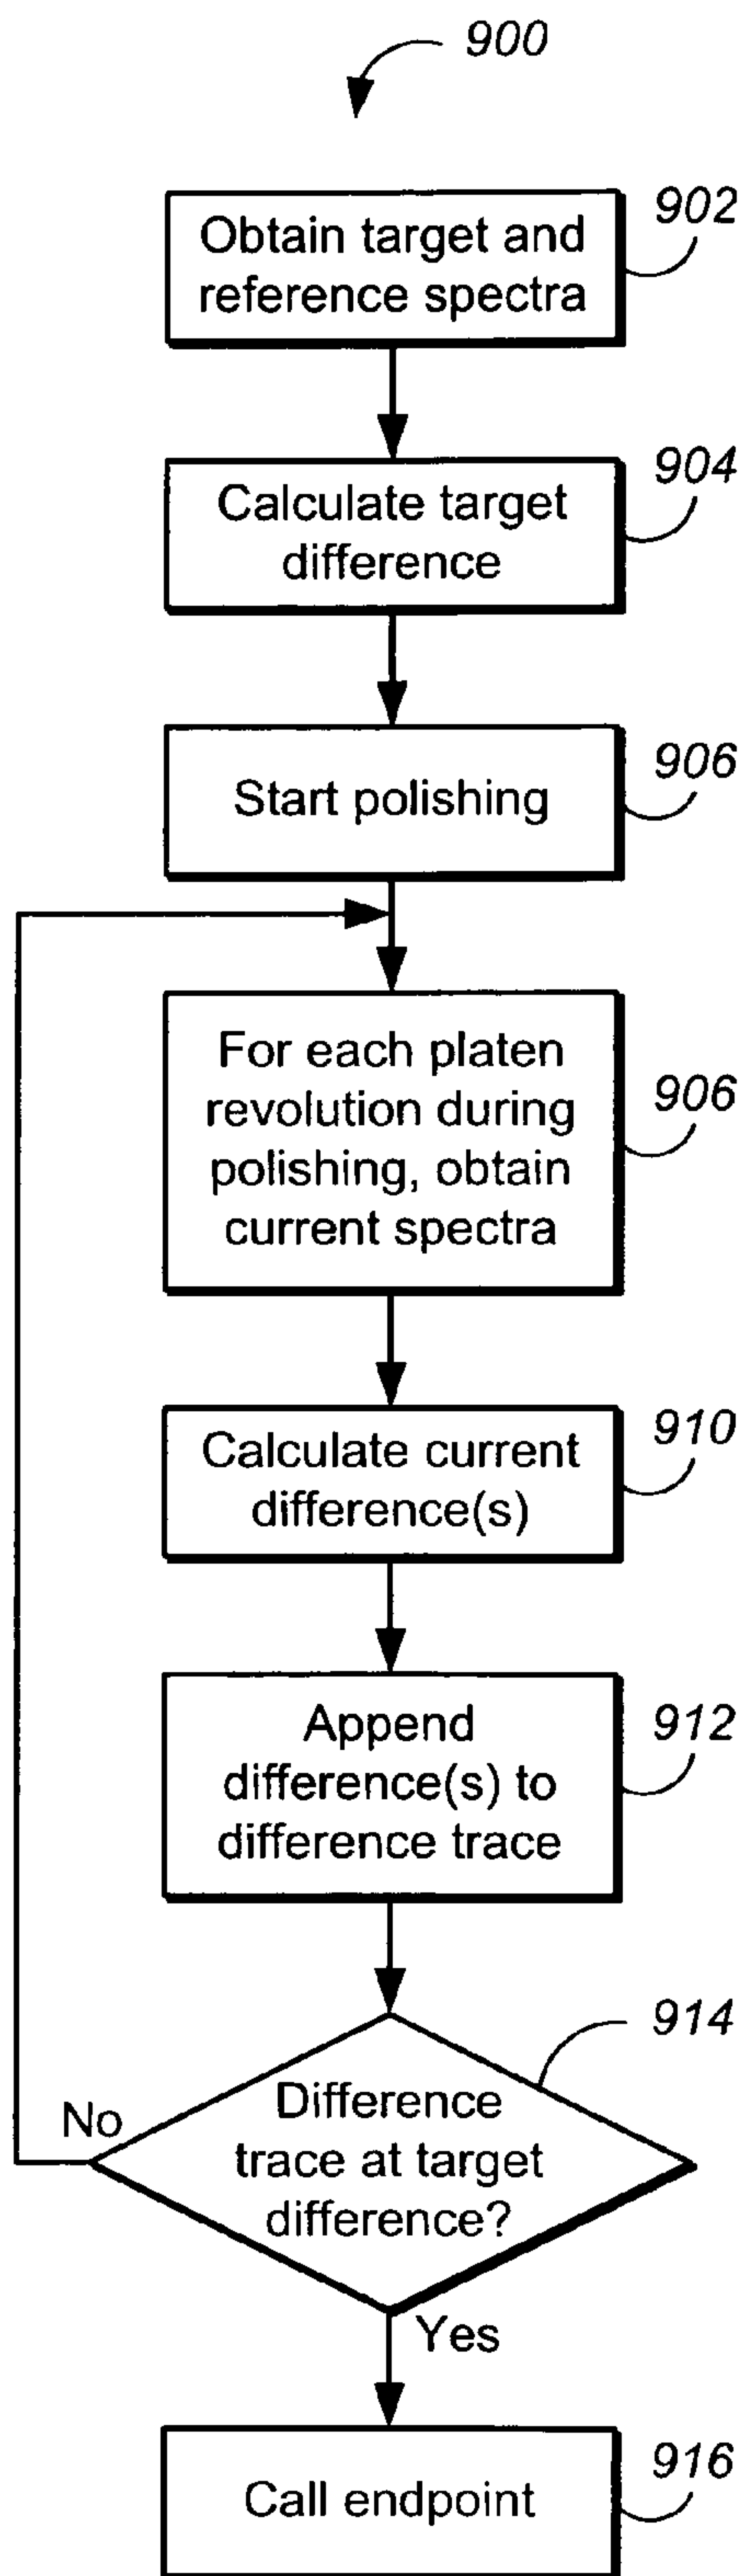 900
902
Obtain target and
reference spectra
904
Calculate target
difference
906
Start polishing
906
For each platen
revolution during
polishing, obtain
current spectra
910
Calculate current
difference(s)
912
Append
difference(s) to
difference trace
914
Difference
trace at target
difference?
No
Yes
916
Call endpoint